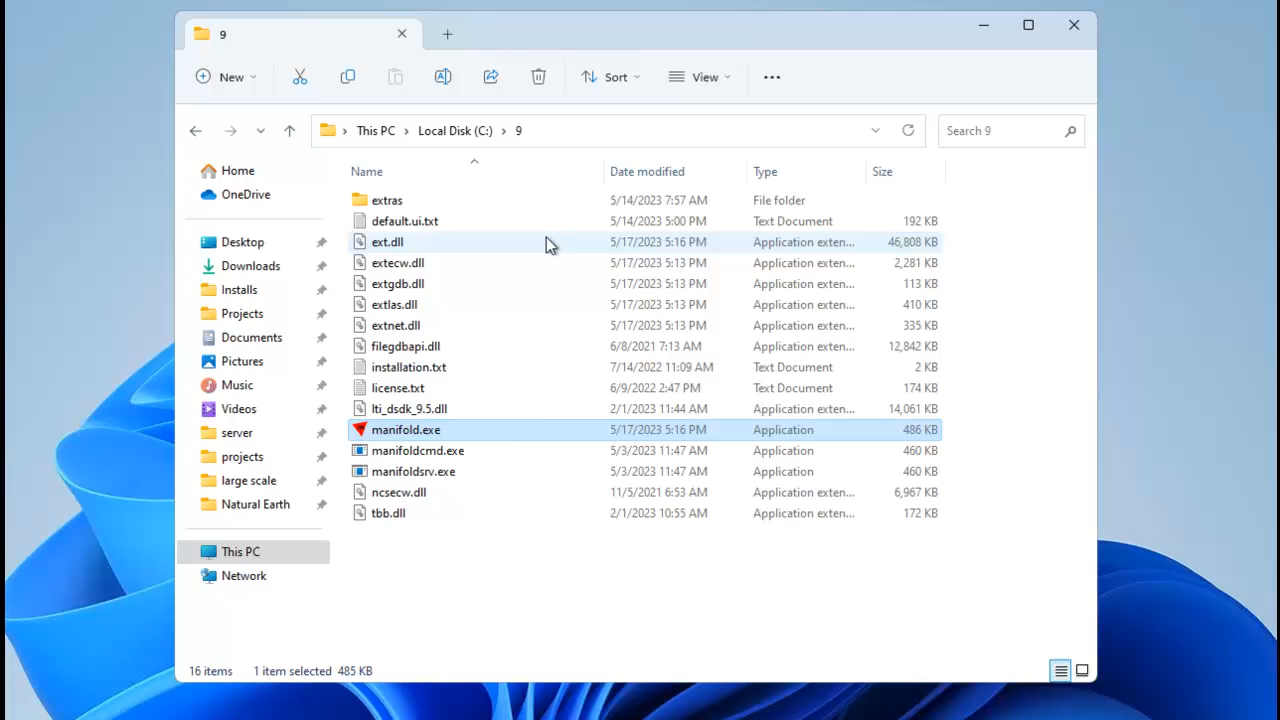 9
New
Sort
View
This PC Local Disk (C:) 9
Search 9
Name Date modified Type Size
Home
OneDrive
Desktop
Downloads
Installs
Projects
Documents
Pictures
Music
Videos
server
projects
large scale
Natural Earth
This PC
Network
extras 5/14/2023 7:57 AM File folder
default.ui.txt 5/14/2023 5:00 PM Text Document 192 KB
ext.dll 5/17/2023 5:16 PM Application exten... 46,808 KB
extecw.dll 5/17/2023 5:13 PM Application exten... 2,281 KB
extgdb.dll 5/17/2023 5:13 PM Application exten... 113 KB
extlas.dll 5/17/2023 5:13 PM Application exten... 410 KB
extnet.dll 5/17/2023 5:13 PM Application exten... 335 KB
filegdbapi.dll 6/8/2021 7:13 AM Application exten... 12,842 KB
installation.txt 7/14/2022 11:09 AM Text Document 2 KB
license.txt 6/9/2022 2:47 PM Text Document 174 KB
lti_dsdk_9.5.dll 2/1/2023 11:44 AM Application exten... 14,061 KB
manifold.exe 5/17/2023 5:16 PM Application 486 KB
manifoldcmd.exe 5/3/2023 11:47 AM Application 460 KB
manifoldsrv.exe 5/3/2023 11:47 AM Application 460 KB
ncsecw.dll 11/5/2021 6:53 AM Application exten... 6,967 KB
tbb.dll 2/1/2023 10:55 AM Application exten... 172 KB
16 items 1 item selected 485 KB